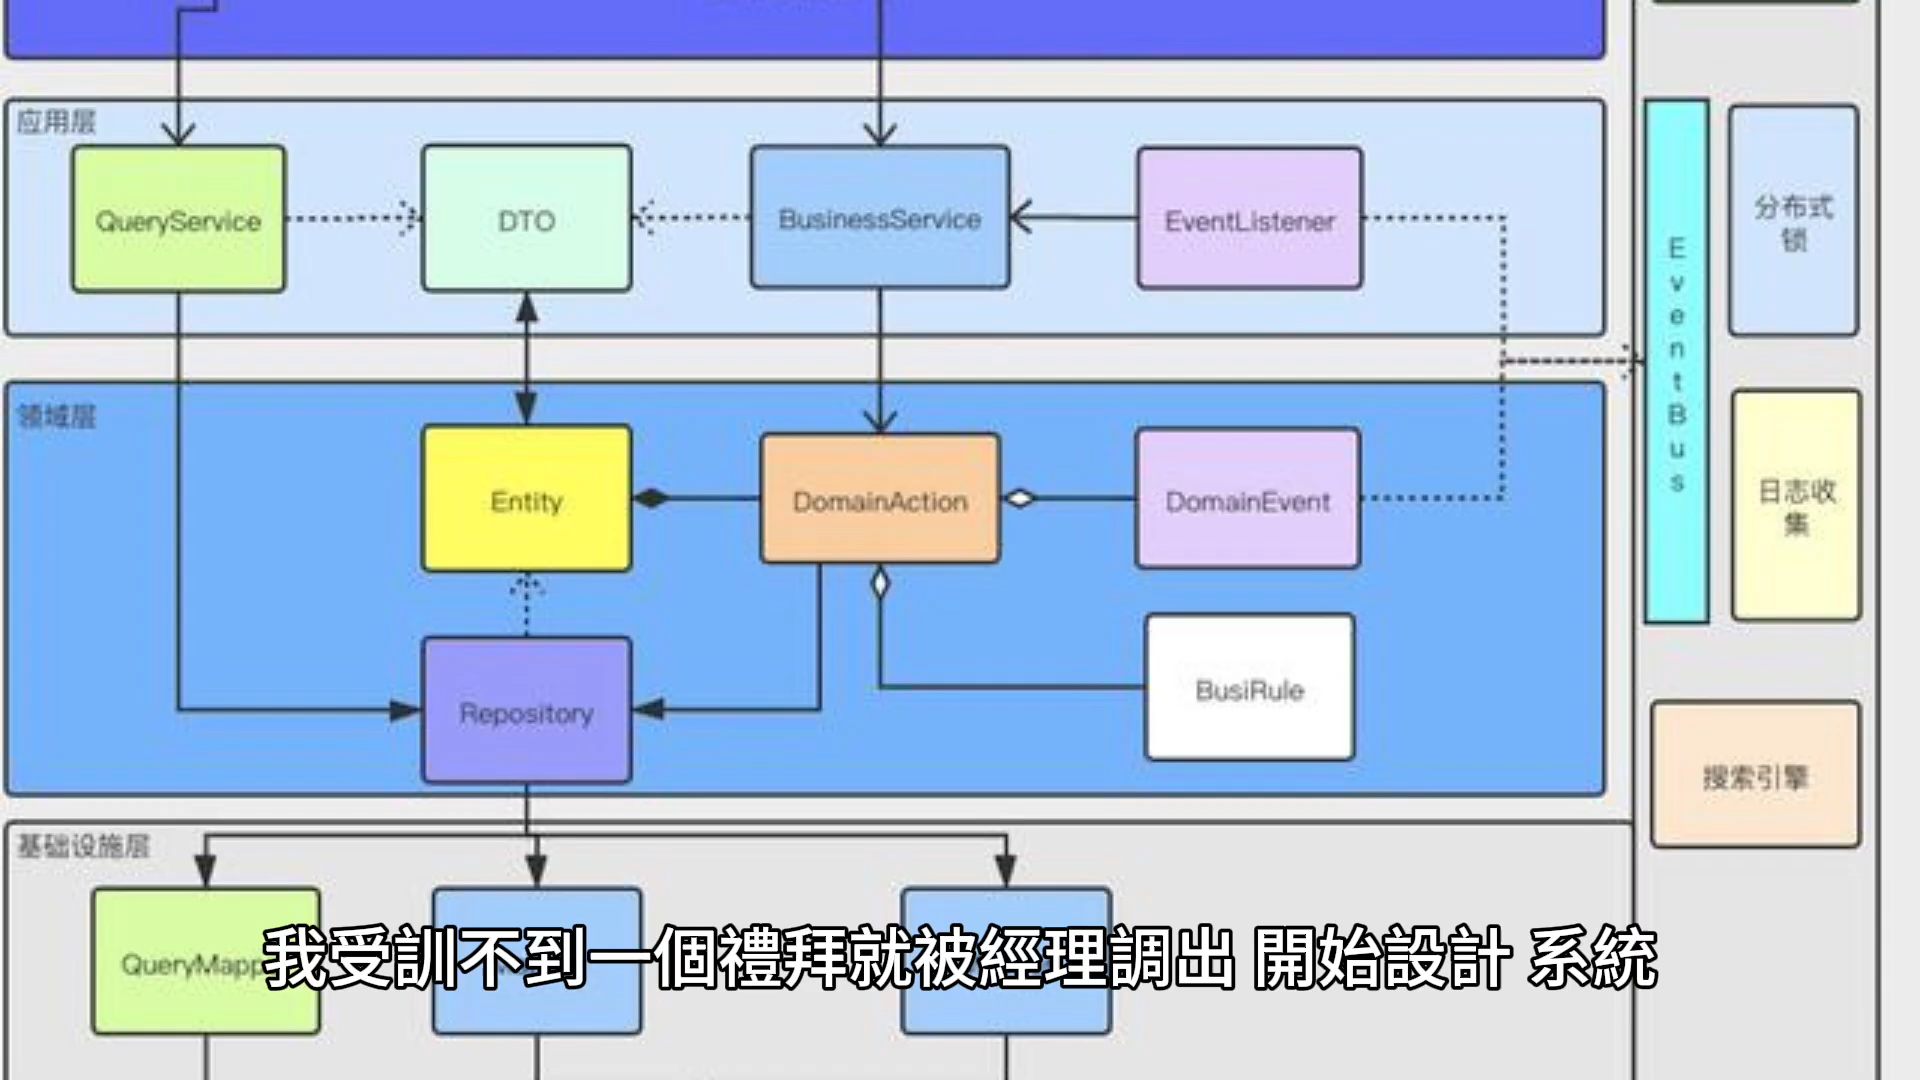 应用层
QueryService
DTO
BusinessService
EventListener
EventBus
分布式
锁
领域层
Entity
DomainAction
DomainEvent
日志收
集
Repository
BusiRule
搜索引擎
基础设施层
QueryMapp
我受訓不到一個禮拜就被經理調出 開始設計 系統